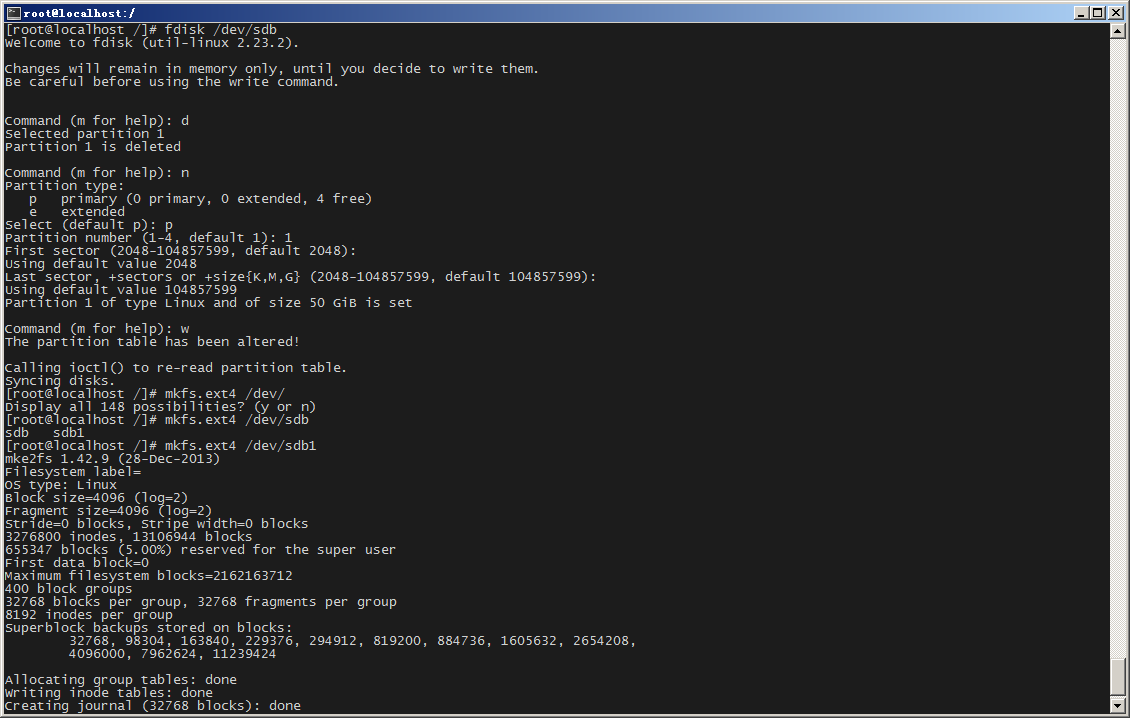 root@localhost:/
[root@localhost /]# fdisk /dev/sdb
Welcome to fdisk (util-linux 2.23.2).
Changes will remain in memory only, until you decide to write them.
Be careful before using the write command.
Command (m for help): d
Selected partition 1
Partition 1 is deleted
Command (m for help): n
Partition type:
   p   primary (0 primary, 0 extended, 4 free)
   e   extended
Select (default p): p
Partition number (1-4, default 1): 1
First sector (2048-104857599, default 2048):
Using default value 2048
Last sector, +sectors or +size{K,M,G} (2048-104857599, default 104857599):
Using default value 104857599
Partition 1 of type Linux and of size 50 GiB is set
Command (m for help): w
The partition table has been altered!
Calling ioctl() to re-read partition table.
Syncing disks.
[root@localhost /]# mkfs.ext4 /dev/
Display all 148 possibilities? (y or n)
[root@localhost /]# mkfs.ext4 /dev/sdb
sdb   sdb1
[root@localhost /]# mkfs.ext4 /dev/sdb1
mke2fs 1.42.9 (28-Dec-2013)
Filesystem label=
OS type: Linux
Block size=4096 (log=2)
Fragment size=4096 (log=2)
Stride=0 blocks, Stripe width=0 blocks
3276800 inodes, 13106944 blocks
655347 blocks (5.00%) reserved for the super user
First data block=0
Maximum filesystem blocks=2162163712
400 block groups
32768 blocks per group, 32768 fragments per group
8192 inodes per group
Superblock backups stored on blocks:
        32768, 98304, 163840, 229376, 294912, 819200, 884736, 1605632, 2654208,
        4096000, 7962624, 11239424
Allocating group tables: done
Writing inode tables: done
Creating journal (32768 blocks): done